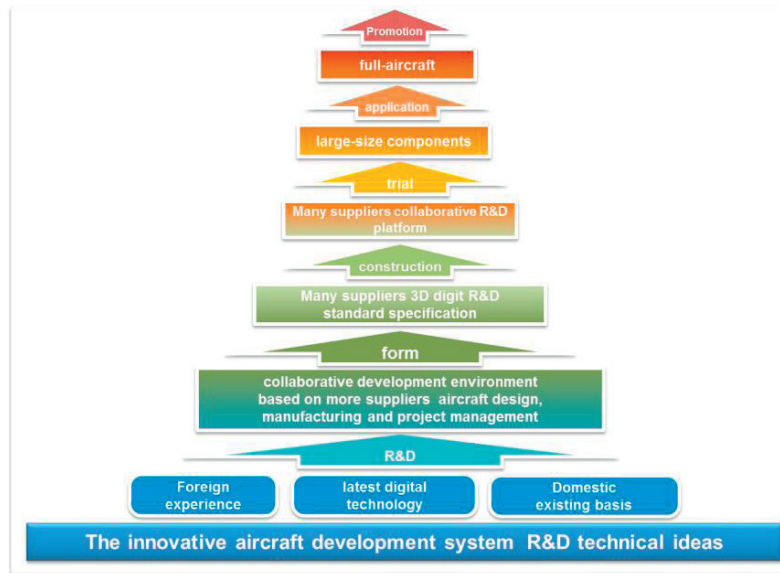 Promotion
full-aircraft
application
large-size components
trial
Many suppliers collaborative R&D
platform
construction
Many suppliers 3D digit R&D
standard specification
form
collaborative development environment
based on more suppliers aircraft design,
manufacturing and project management
R&D
Foreign
experience
latest digital
technology
Domestic
existing basis
The innovative aircraft development system R&D technical ideas